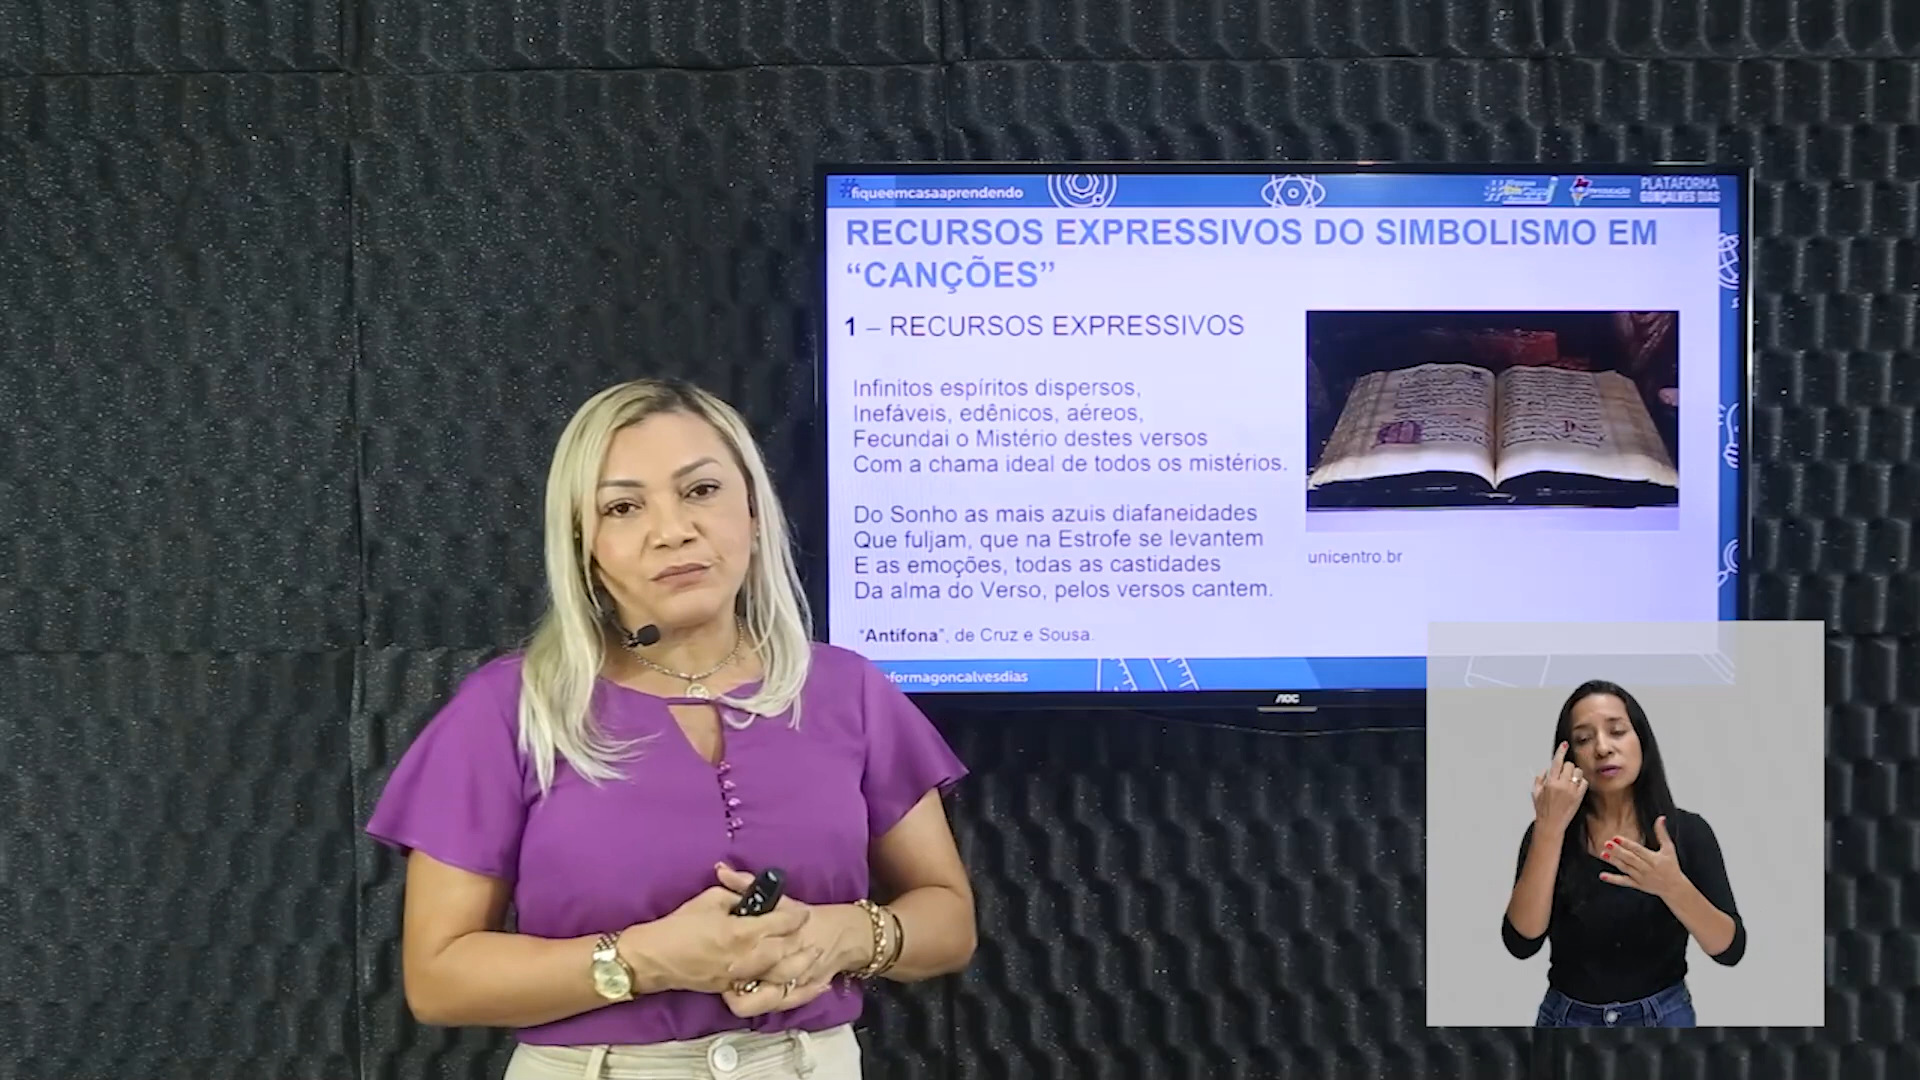 #fiqueemcasaaprendendo
PLATAFORMA
GONÇALVES DIAS
RECURSOS EXPRESSIVOS DO SIMBOLISMO EM
“CANÇÕES”
1 – RECURSOS EXPRESSIVOS
Infinitos espíritos dispersos,
Inefáveis, edênicos, aéreos,
Fecundai o Mistério destes versos
Com a chama ideal de todos os mistérios.
Do Sonho as mais azuis diafaneidades
Que fuljam, que na Estrofe se levantem
E as emoções, todas as castidades
Da alma do Verso, pelos versos cantem.
“Antífona”, de Cruz e Sousa.
unicentro.br
formagoncalvesdias
AOC